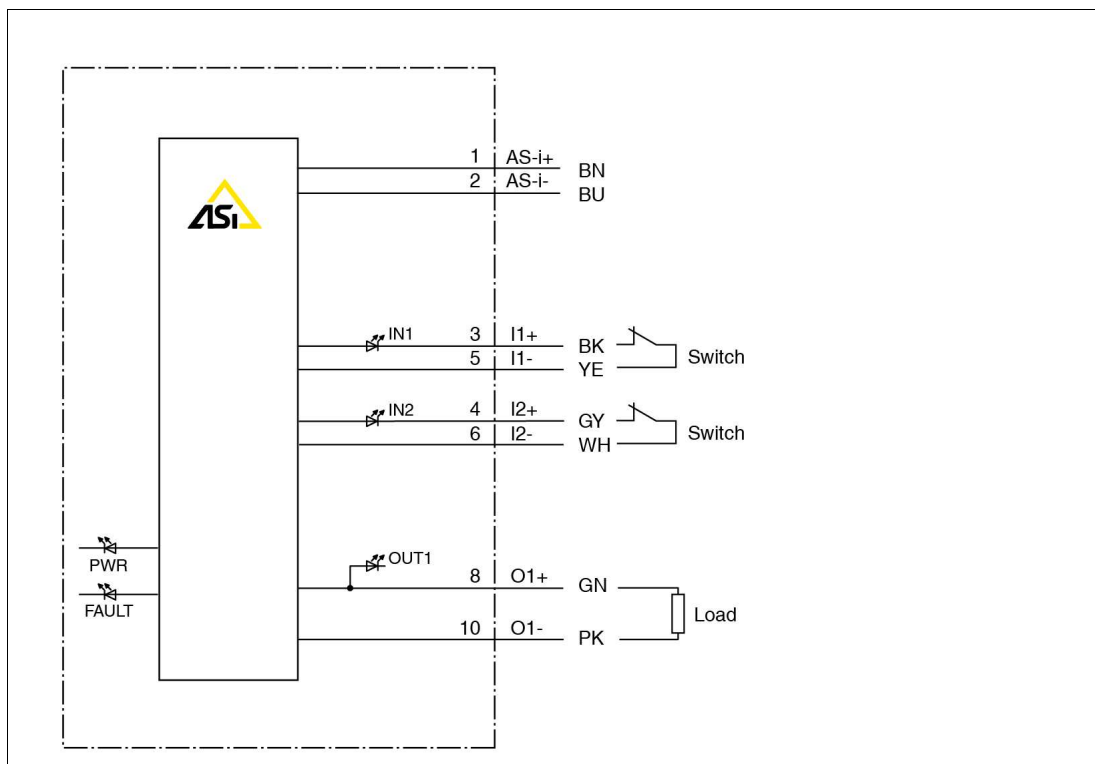 1 AS-i+ BN
2 AS-i- BU
ASi
IN1 3 I1+ BK
5 I1- YE
Switch
IN2 4 I2+ GY
6 I2- WH
Switch
PWR
FAULT
OUT1 8 O1+ GN
10 O1- PK
Load